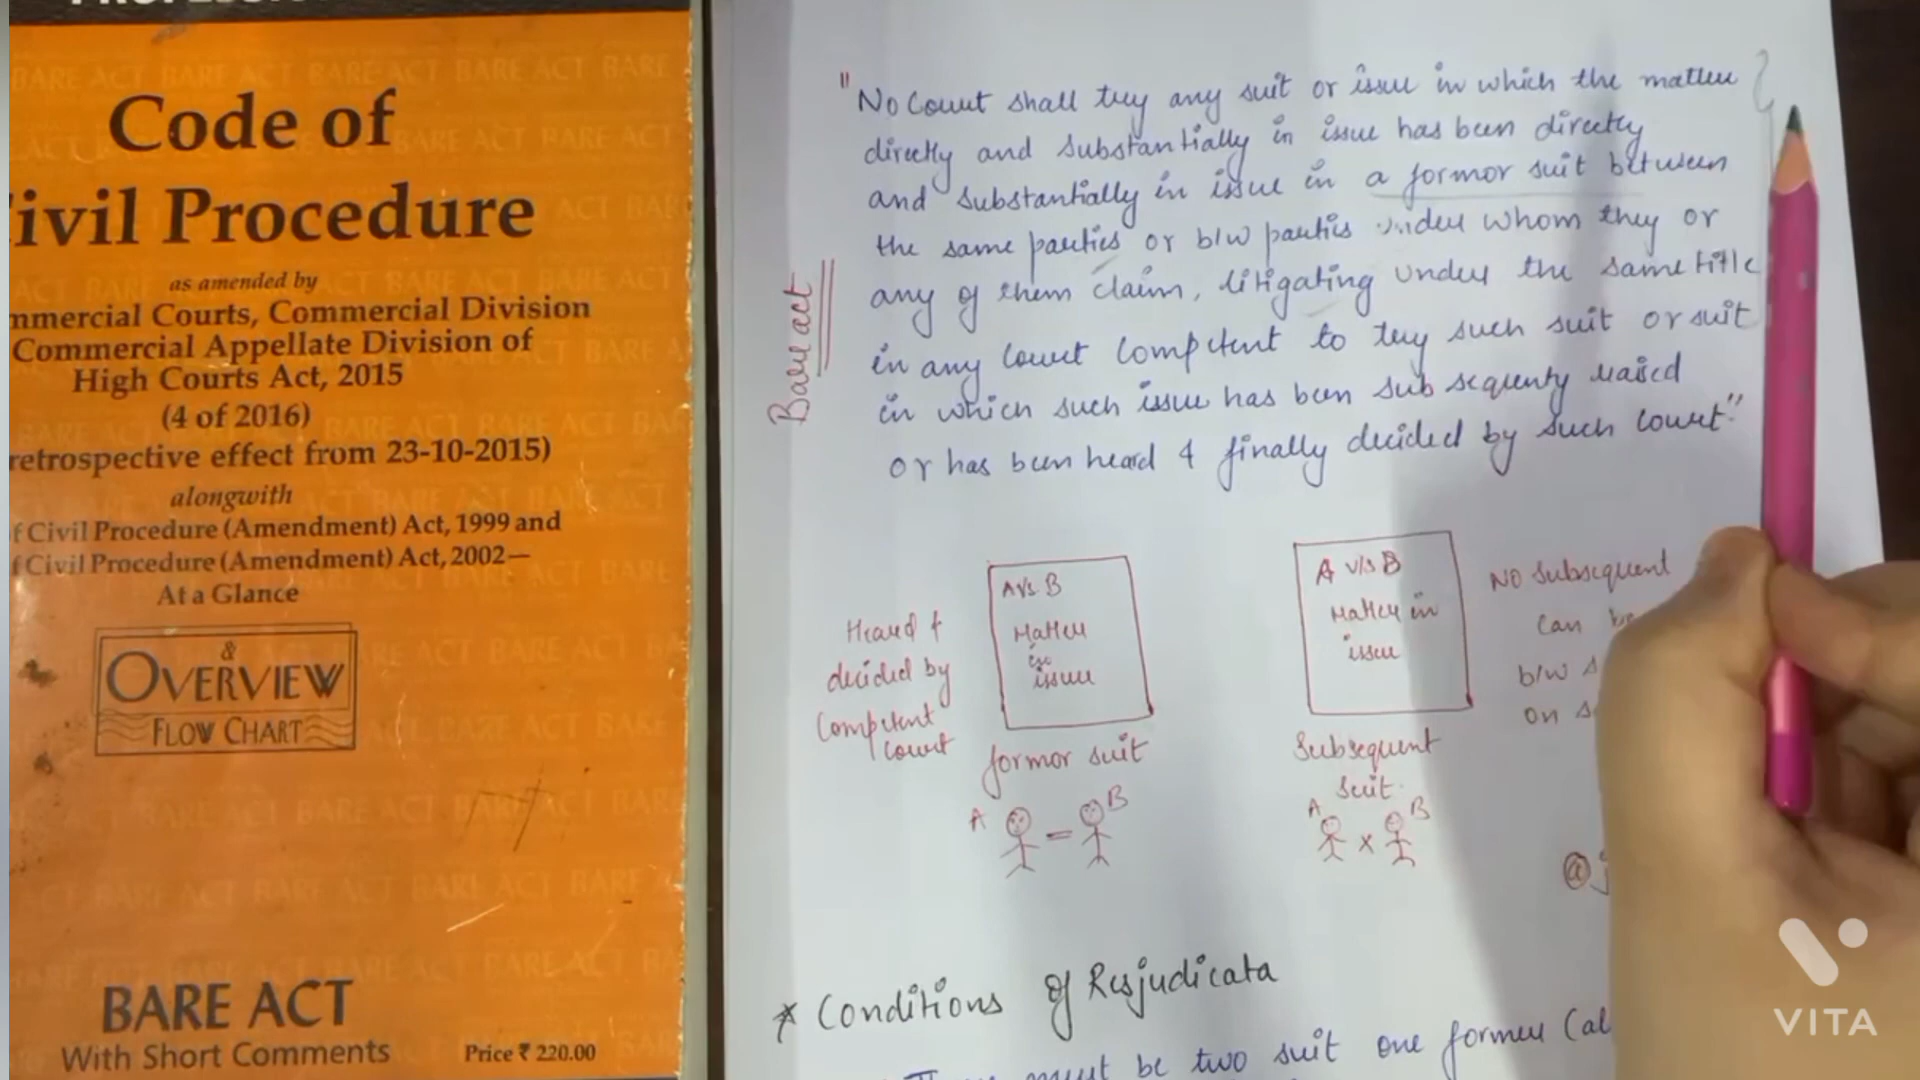 Code of
ivil Procedure
as amended by
mmercial Courts, Commercial Division
Commercial Appellate Division of
High Courts Act, 2015
(4 of 2016)
retrospective effect from 23-10-2015)
alongwith
f Civil Procedure (Amendment) Act, 1999 and
f Civil Procedure (Amendment) Act, 2002—
At a Glance
&
OVERVIEW
FLOW CHART
BARE ACT
With Short Comments
Price ₹ 220.00
"No Court shall try any suit or issue in which the matter
directly and substantially in issue has been directly
and substantially in issue in a formor suit between
the same parties or b/w parties under whom they or
any of them claim, litigating under the same title
in any Court Competent to try such suit or suit
in which such issue has been subsequenty raised
or has been heard & finally decided by such Court"
Bare act
Heard &
decided by
Competent
Court
A vs B
Matter
in
issue
formor suit
A = B
A v/s B
Matter in
issue
Subsequent
Suit.
A x B
NO Subsequent
can be
b/w
on
* Conditions of Resjudicata
must be two suit one former
VITA